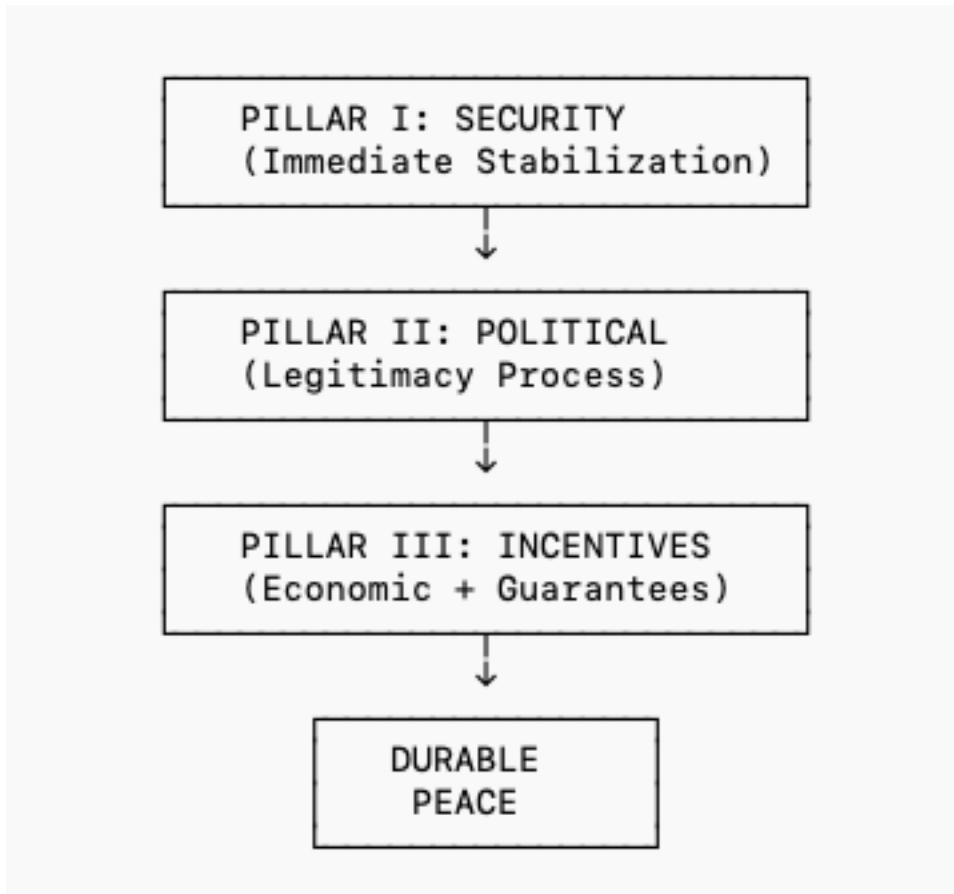 PILLAR I: SECURITY
(Immediate Stabilization)
PILLAR II: POLITICAL
(Legitimacy Process)
PILLAR III: INCENTIVES
(Economic + Guarantees)
DURABLE
PEACE